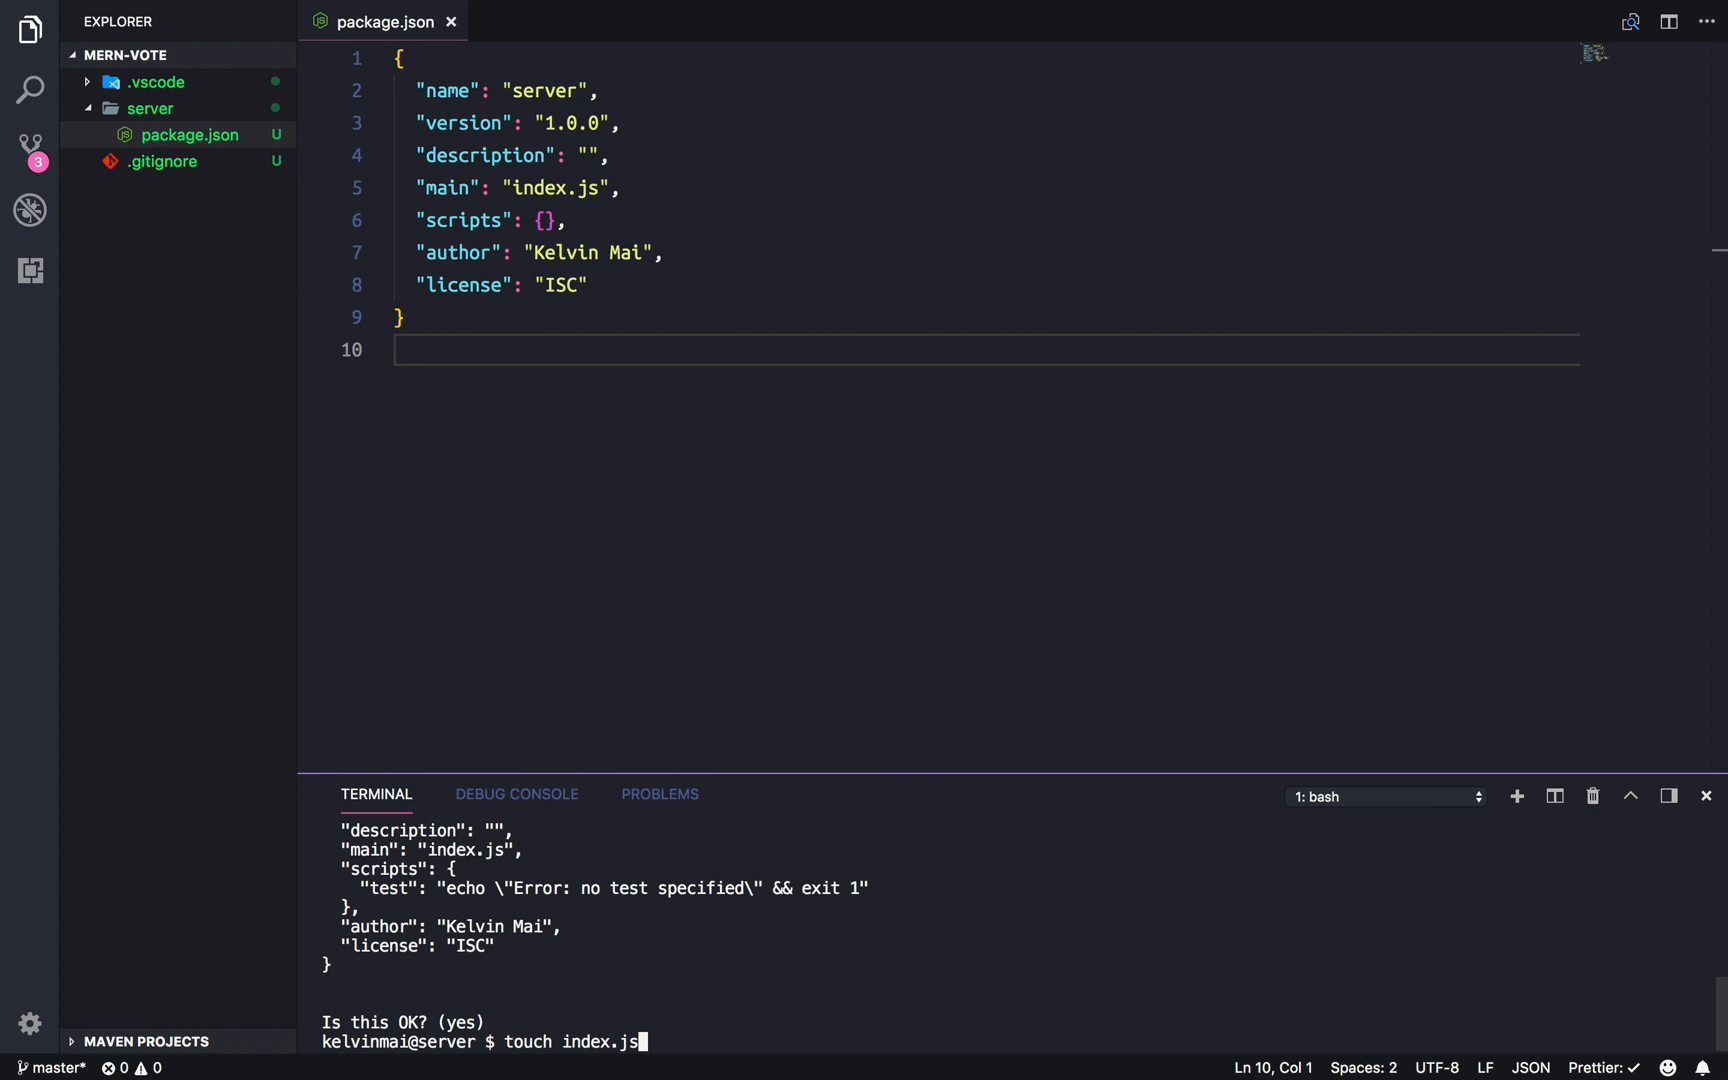 EXPLORER
MERN-VOTE
.vscode
server
package.json U
.gitignore U
3
MAVEN PROJECTS
package.json
1 {
2 "name": "server",
3 "version": "1.0.0",
4 "description": "",
5 "main": "index.js",
6 "scripts": {},
7 "author": "Kelvin Mai",
8 "license": "ISC"
9 }
10
TERMINAL DEBUG CONSOLE PROBLEMS 1: bash
"description": "",
"main": "index.js",
"scripts": {
"test": "echo \"Error: no test specified\" && exit 1"
},
"author": "Kelvin Mai",
"license": "ISC"
}
Is this OK? (yes)
kelvinmai@server $ touch index.js
master* 0 0 Ln 10, Col 1 Spaces: 2 UTF-8 LF JSON Prettier: ✓